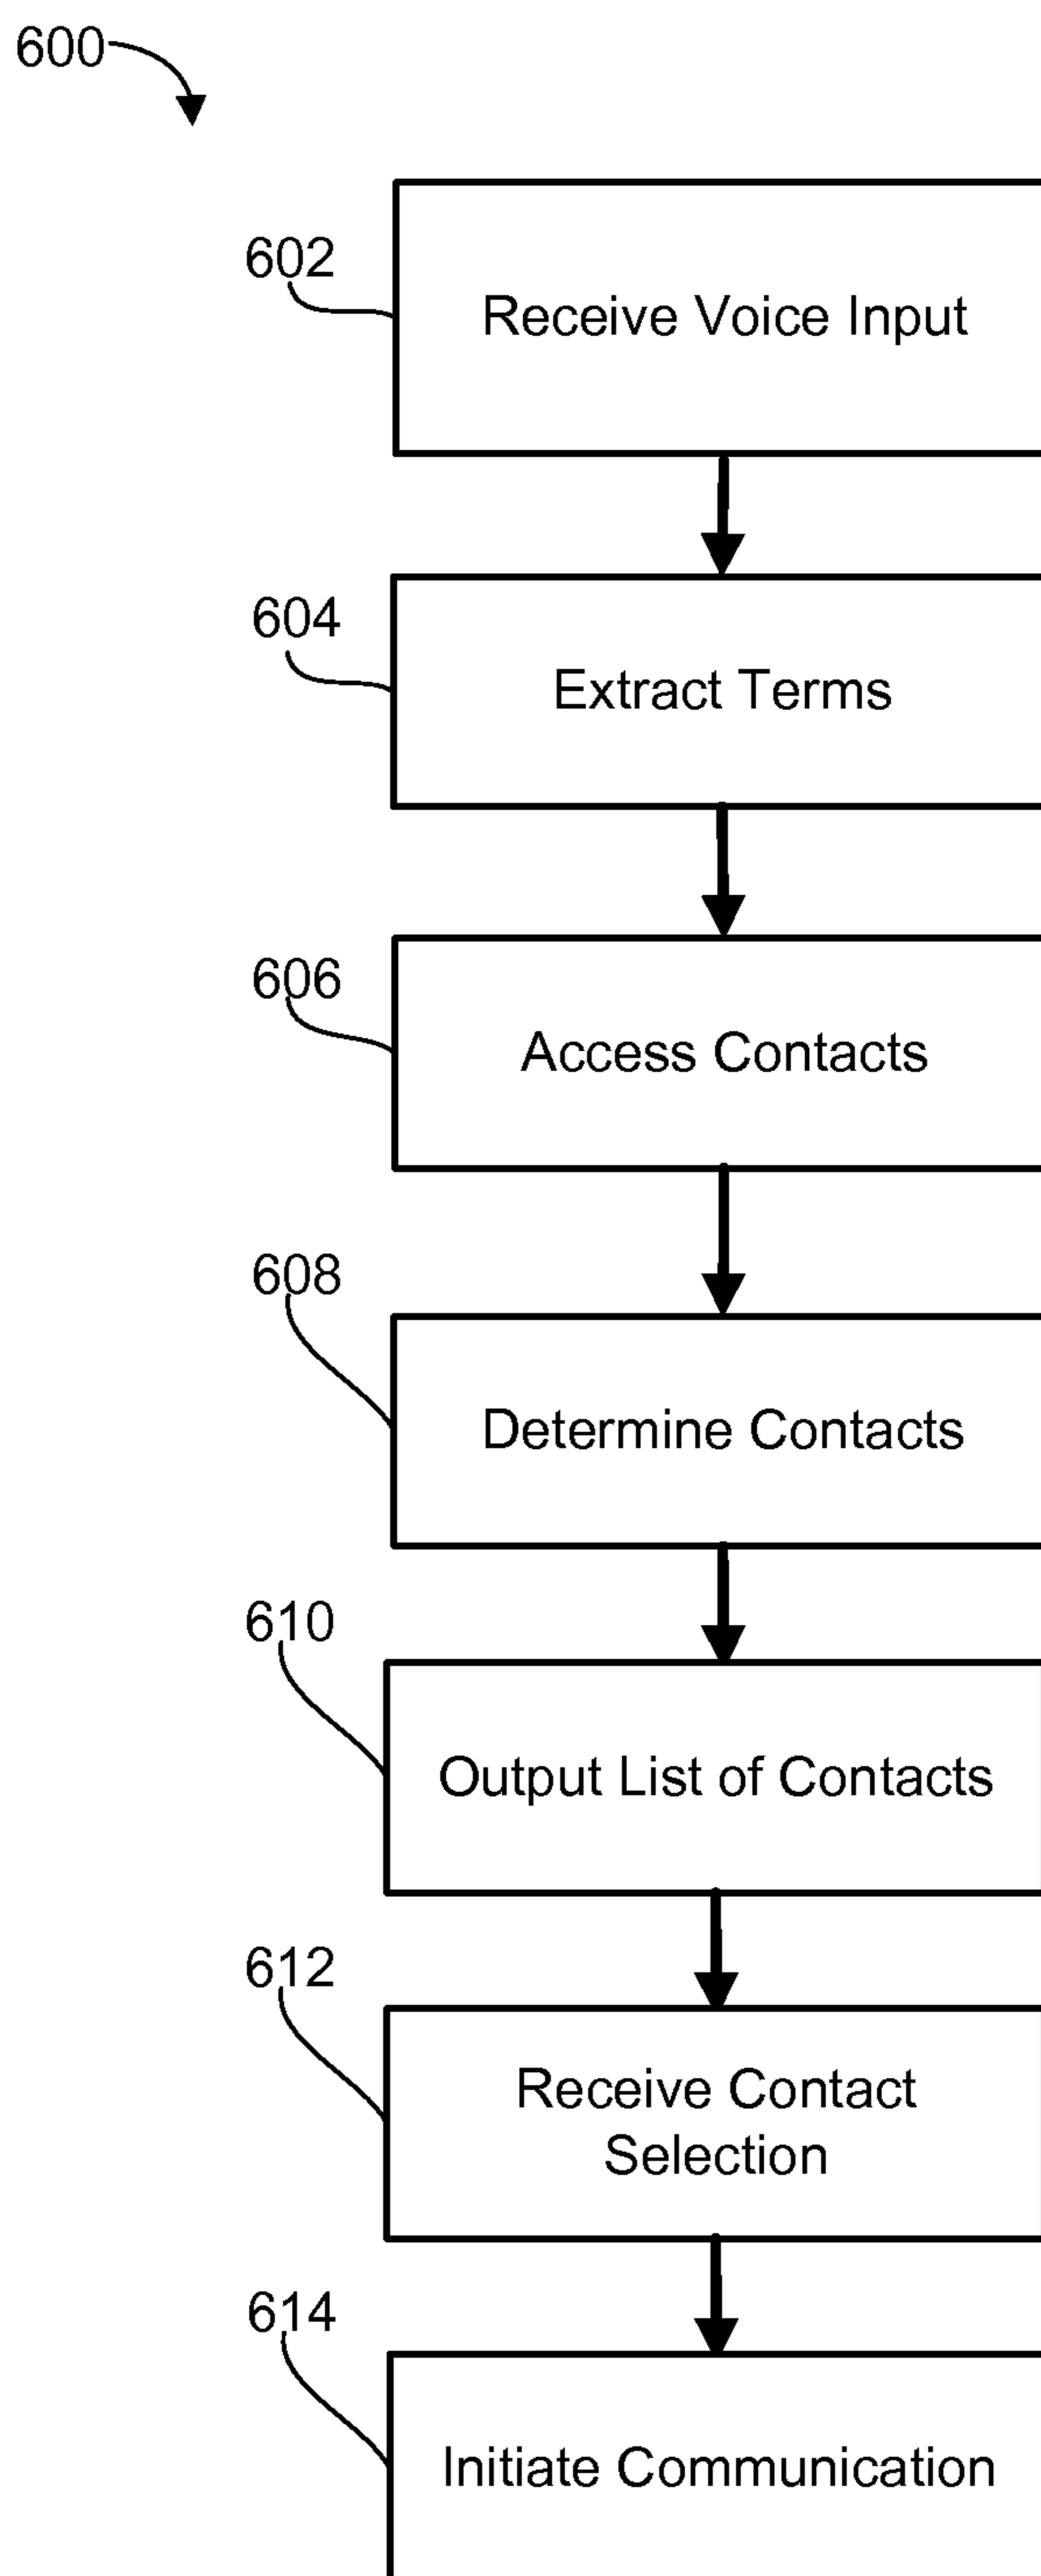 600
602
Receive Voice Input
604
Extract Terms
606
Access Contacts
608
Determine Contacts
610
Output List of Contacts
612
Receive Contact
Selection
614
Initiate Communication